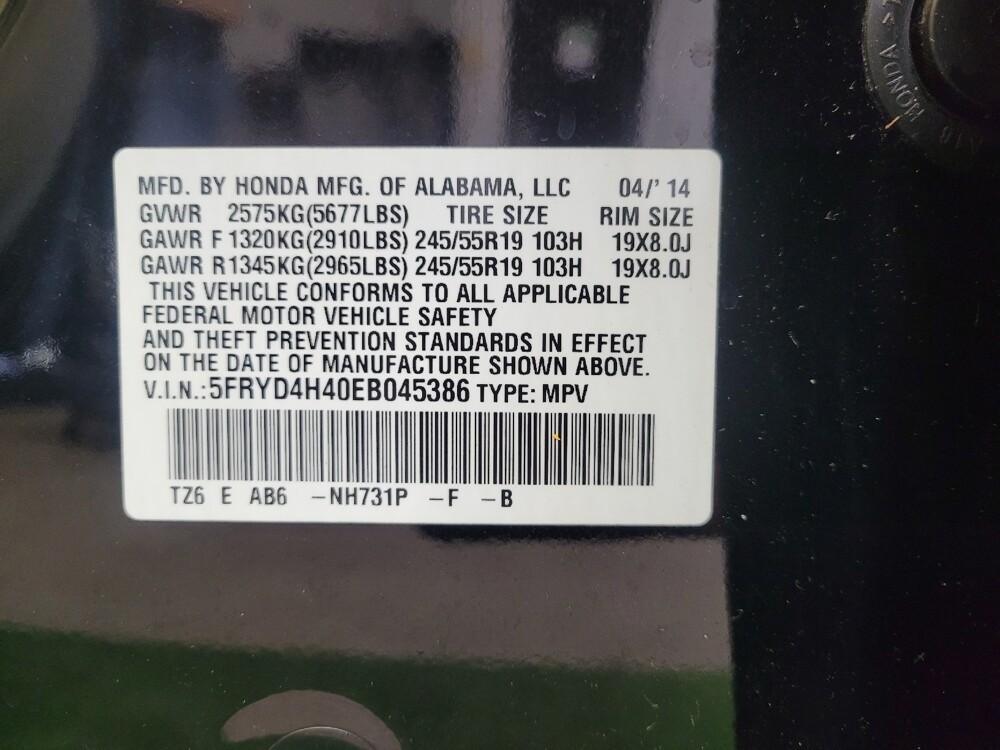 MFD. BY HONDA MFG. OF ALABAMA, LLC 04/' 14
GVWR 2575KG(5677LBS) TIRE SIZE RIM SIZE
GAWR F 1320KG(2910LBS) 245/55R19 103H 19X8.0J
GAWR R1345KG(2965LBS) 245/55R19 103H 19X8.0J
THIS VEHICLE CONFORMS TO ALL APPLICABLE
FEDERAL MOTOR VEHICLE SAFETY
AND THEFT PREVENTION STANDARDS IN EFFECT
ON THE DATE OF MANUFACTURE SHOWN ABOVE.
V.I.N.:5FRYD4H40EB045386 TYPE: MPV
TZ6 E AB6 -NH731P -F -B
HONDA